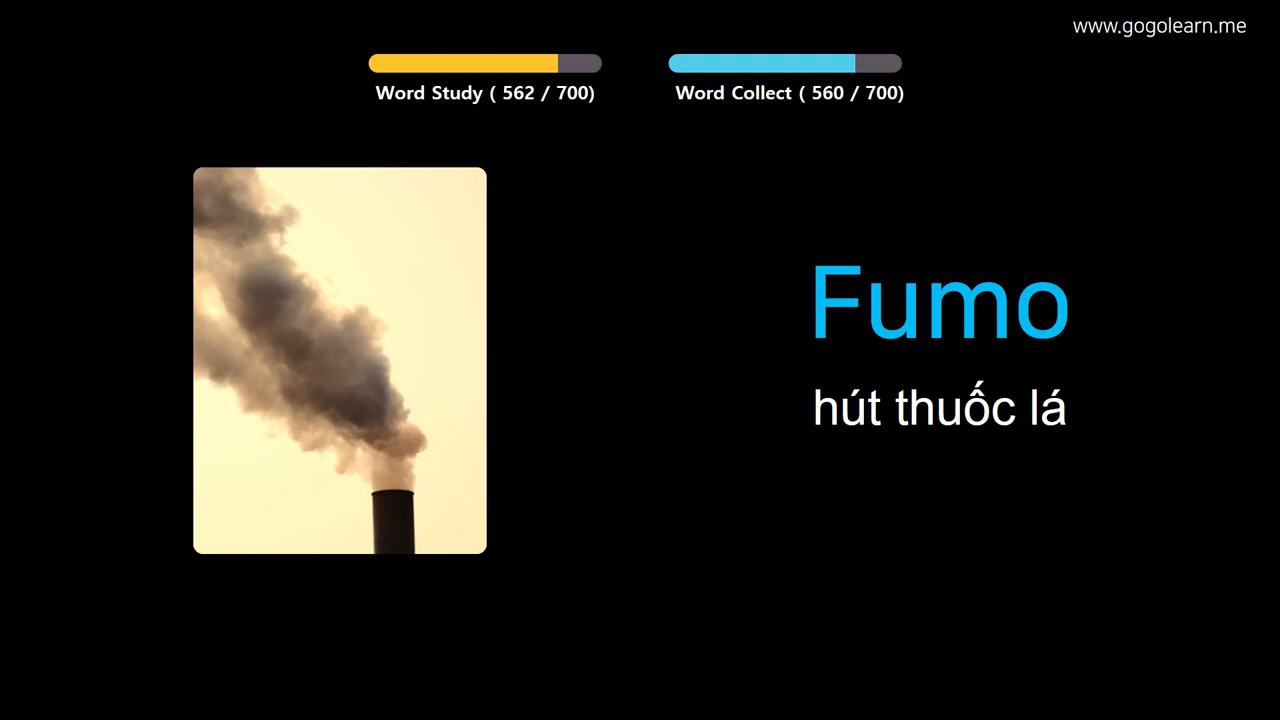 www.gogolearn.me
Word Study ( 562 / 700)
Word Collect ( 560 / 700)
Fumo
hút thuốc lá